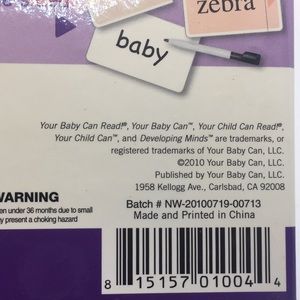 zebra
baby
Your Baby Can Read!®, Your Baby Can™, Your Child Can Read!®,
Your Child Can™, and Developing Minds™ are trademarks, or
registered trademarks of Your Baby Can, LLC.
©2010 Your Baby Can, LLC.
Published by Your Baby Can, LLC.
1958 Kellogg Ave., Carlsbad, CA 92008
WARNING
en under 36 months due to small
y present a choking hazard
Batch # NW-20100719-00713
Made and Printed in China
8 15157 01004 4